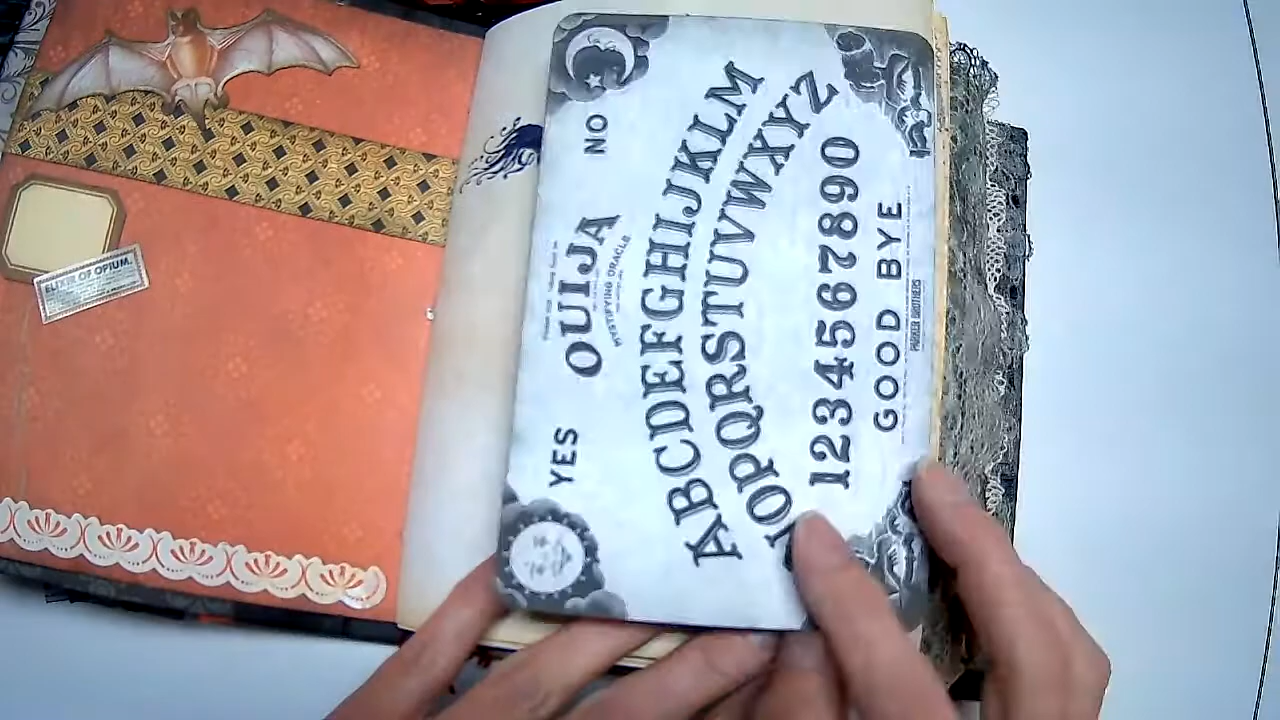 ELIXIR OF OPIUM.
YES
OUIJA
NO
MYSTIFYING ORACLE
ABCDEFGHIJKLM
NOPQRSTUVWXYZ
1234567890
GOOD BYE
PARKER BROTHERS